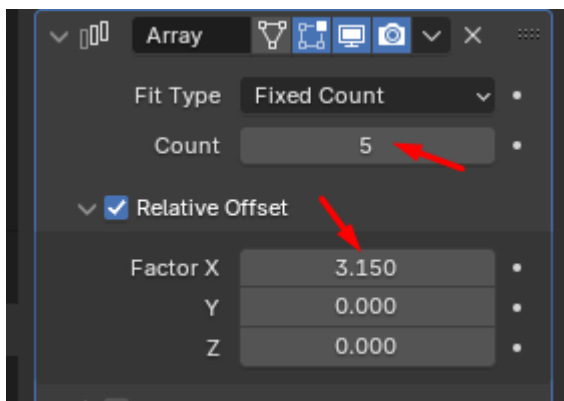 Array
Fit Type Fixed Count
Count 5
Relative Offset
Factor X 3.150
Y 0.000
Z 0.000